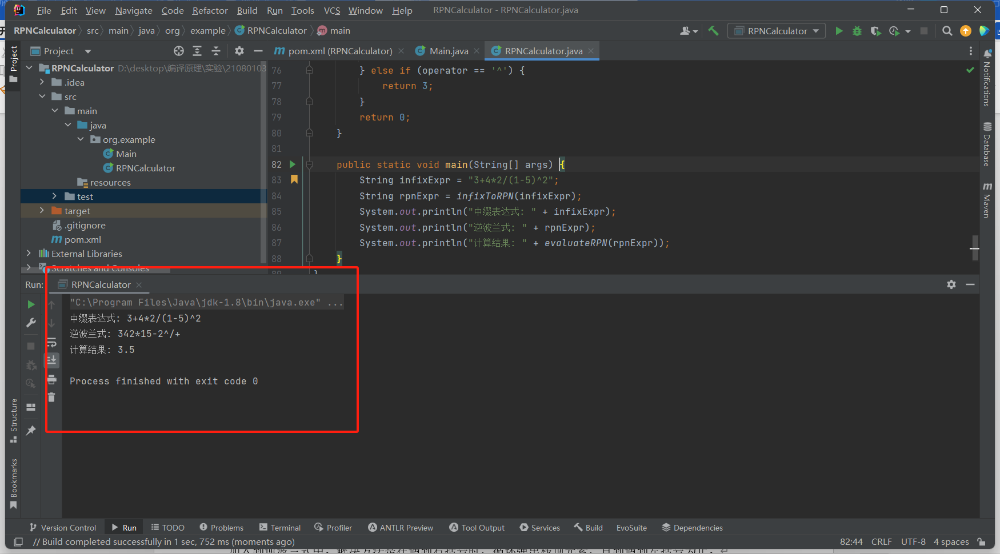 File Edit View Navigate Code Refactor Build Run Tools VCS Window Help RPNCalculator - RPNCalculator.java
RPNCalculator src main java org example RPNCalculator m main RPNCalculator
Project
Project
pom.xml (RPNCalculator) Main.java RPNCalculator.java
RPNCalculator D:\desktop\编译原理\实验\21080103
.idea
src
main
java
org.example
Main
RPNCalculator
resources
test
target
.gitignore
pom.xml
External Libraries
Scratches and Consoles
76 } else if (operator == '^') {
77 return 3;
78 }
79 return 0;
80 }
81
82 public static void main(String[] args) {
83 String infixExpr = "3+4*2/(1-5)^2";
84 String rpnExpr = infixToRPN(infixExpr);
85 System.out.println("中缀表达式: " + infixExpr);
86 System.out.println("逆波兰式: " + rpnExpr);
87 System.out.println("计算结果: " + evaluateRPN(rpnExpr));
88 }
89 }
Notifications
Database
Maven
Run: RPNCalculator
"C:\Program Files\Java\jdk-1.8\bin\java.exe" ...
中缀表达式: 3+4*2/(1-5)^2
逆波兰式: 342*15-2^/+
计算结果: 3.5
Process finished with exit code 0
Structure
Bookmarks
Version Control Run TODO Problems Terminal Profiler ANTLR Preview Tool Output Services Build EvoSuite Dependencies
// Build completed successfully in 1 sec, 752 ms (moments ago) 82:44 CRLF UTF-8 4 spaces